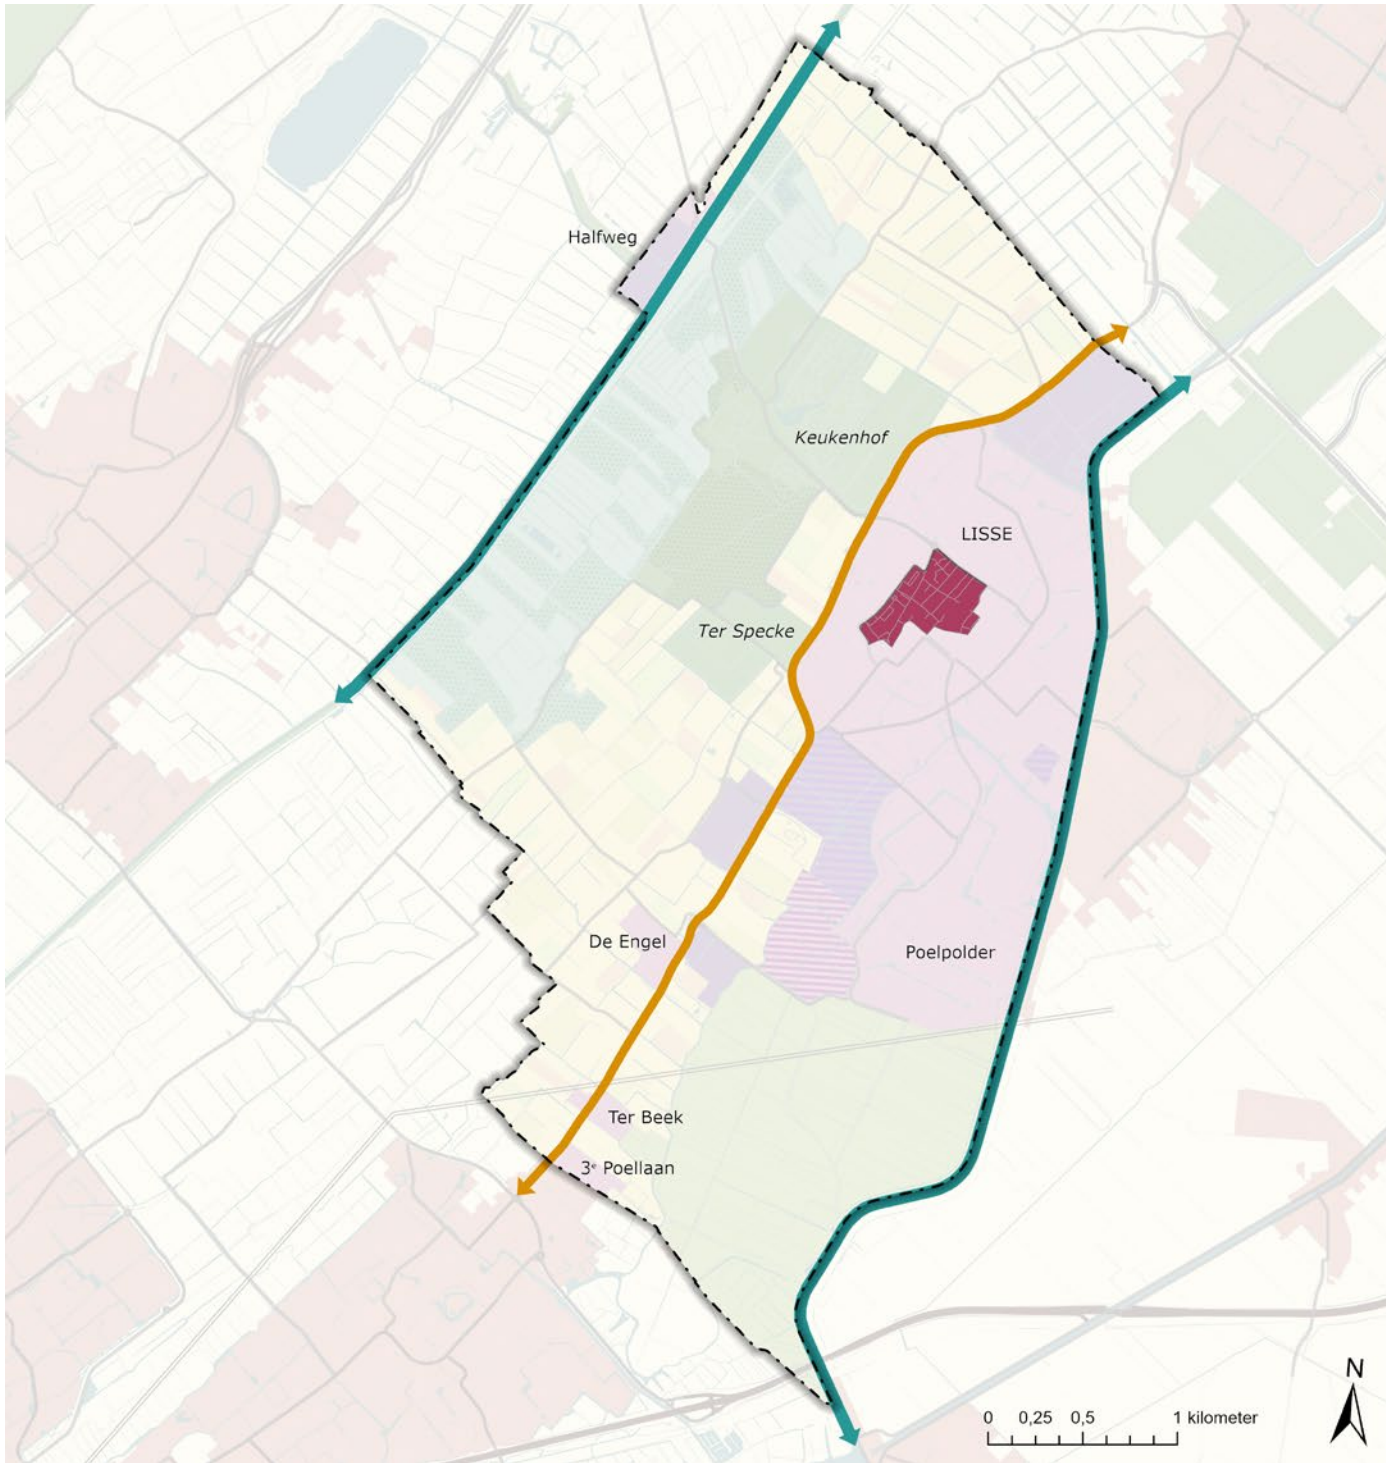 Halfweg
Keukenhof
LISSE
Ter Specke
De Engel
Poelpolder
Ter Beek
3e Poellaan
N
0 0,25 0,5 1 kilometer